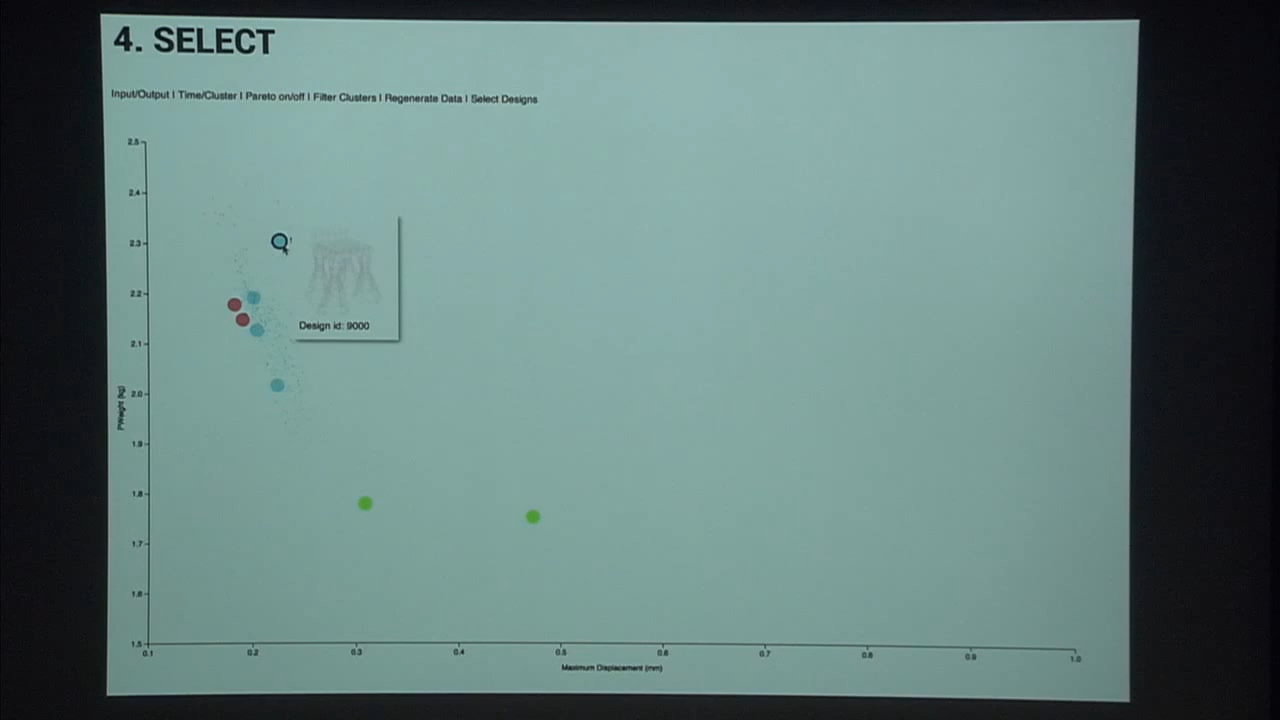 4. SELECT
Input/Output | Time/Cluster | Pareto on/off | Filter Clusters | Regenerate Data | Select Designs
2.5
2.4
2.3
2.2
2.1
2.0
1.9
1.8
1.7
1.6
1.5
PWeight (kg)
Design id: 9000
0.1 0.2 0.3 0.4 0.5 0.6 0.7 0.8 0.9 1.0
Maximum Displacement (mm)